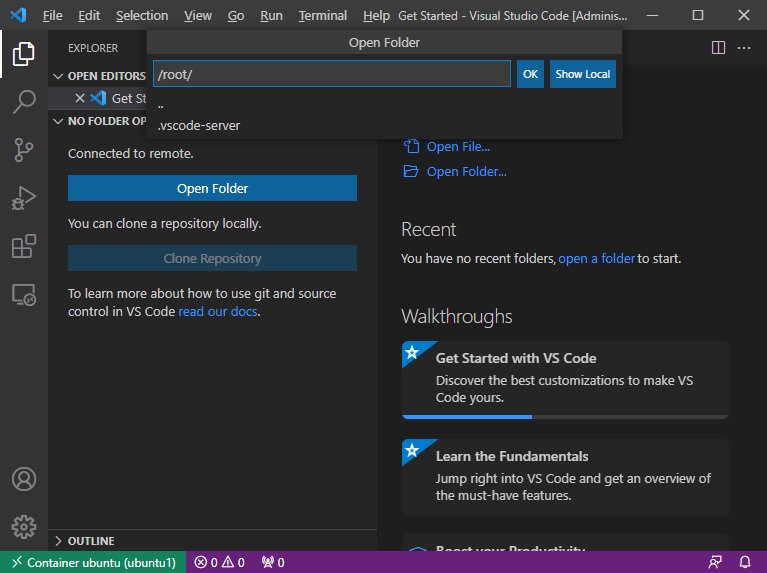 File Edit Selection View Go Run Terminal Help Get Started - Visual Studio Code [Adminis...
EXPLORER
Open Folder
/root/
OK
Show Local
..
.vscode-server
OPEN EDITORS
Get St
NO FOLDER OP
Connected to remote.
Open Folder
You can clone a repository locally.
Clone Repository
To learn more about how to use git and source
control in VS Code read our docs.
OUTLINE
Open File...
Open Folder...
Recent
You have no recent folders, open a folder to start.
Walkthroughs
Get Started with VS Code
Discover the best customizations to make VS
Code yours.
Learn the Fundamentals
Jump right into VS Code and get an overview of
the must-have features.
Boost your Productivity
Container ubuntu (ubuntu1) 0 0 0